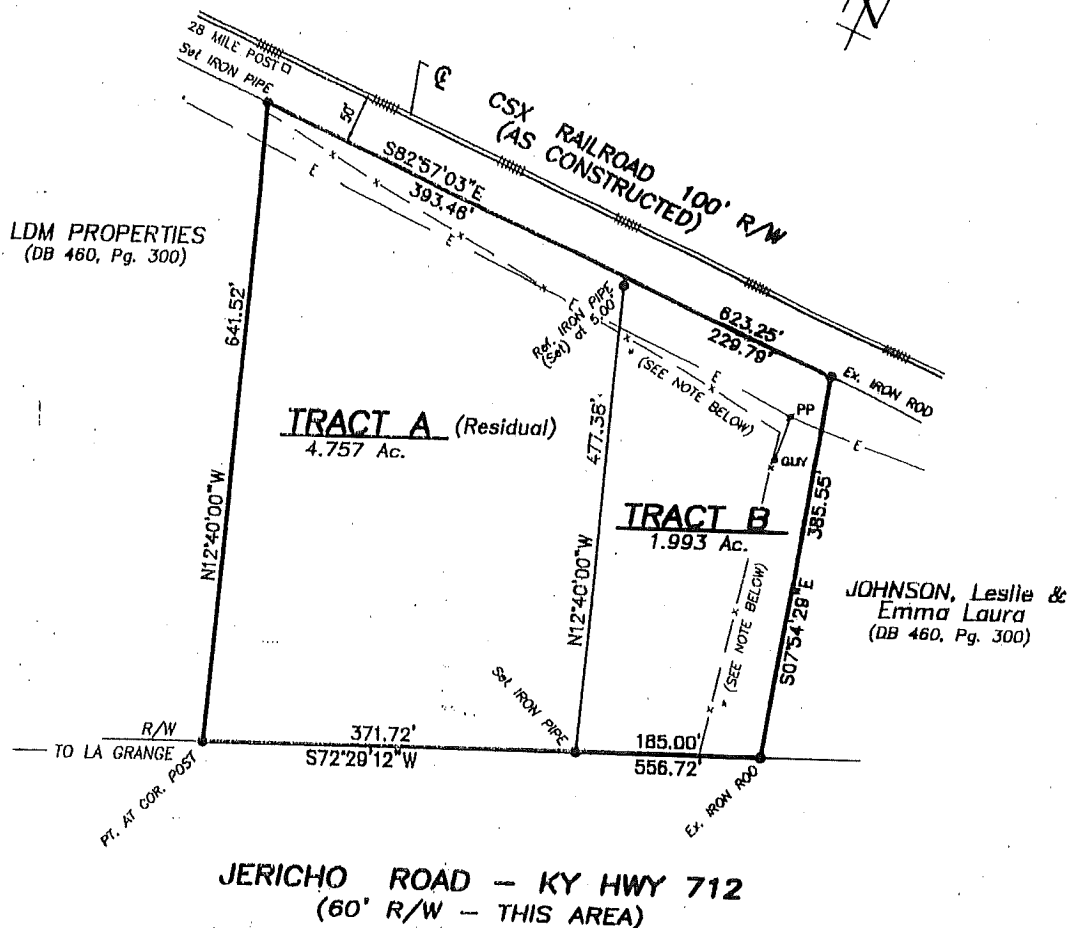 N
28 MILE POST
Set IRON PIPE
℄
50'
CSX RAILROAD 100' R/W
(AS CONSTRUCTED)
S82°57'03"E
393.46'
LDM PROPERTIES
(DB 460, Pg. 300)
641.52'
N12°40'00"W
E
E
E
Ref. IRON PIPE
(Set) at 5.00'
623.25'
229.79'
E
* (SEE NOTE BELOW)
Ex. IRON ROD
PP
E
GUY
TRACT A (Residual)
4.757 Ac.
477.38'
N12°40'00"W
TRACT B
1.993 Ac.
385.55'
S07°54'29"E
* (SEE NOTE BELOW)
JOHNSON, Leslie &
Emma Laura
(DB 460, Pg. 300)
Set IRON PIPE
R/W
TO LA GRANGE
371.72'
S72°29'12"W
185.00'
556.72'
PT. AT COR. POST
Ex. IRON ROD
JERICHO ROAD - KY HWY 712
(60' R/W - THIS AREA)